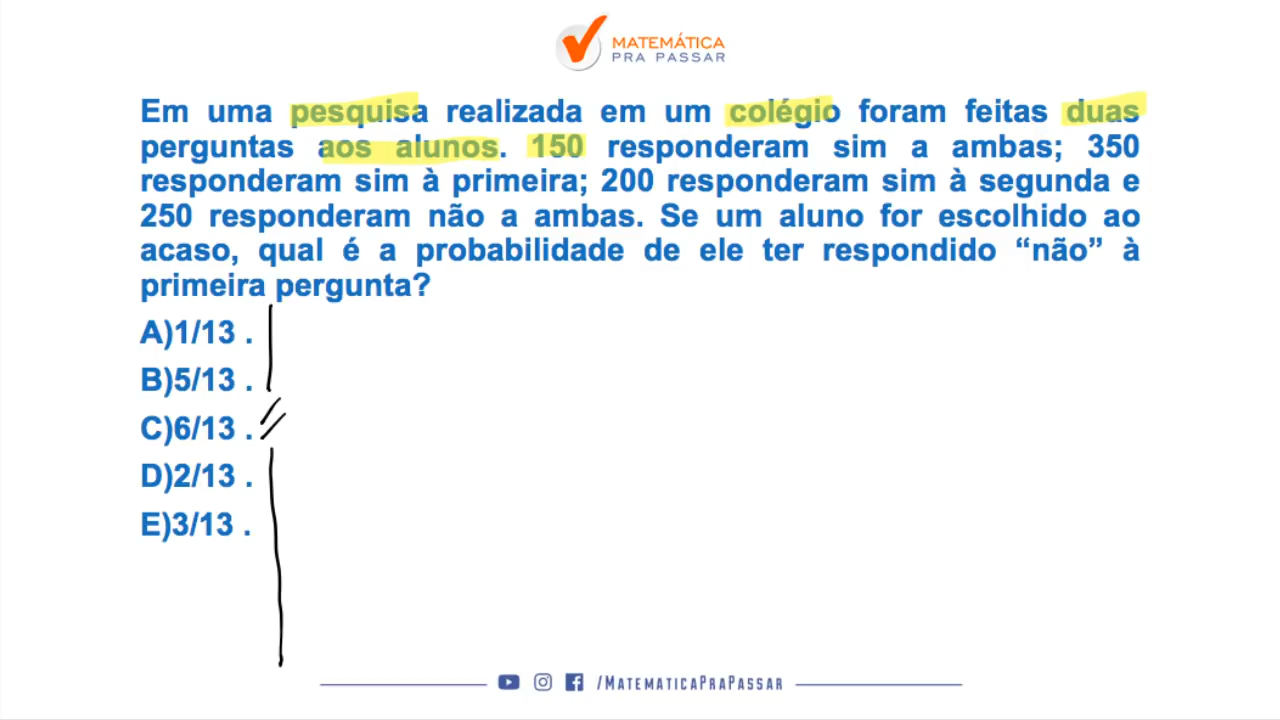 MATEMÁTICA
PRA PASSAR
Em uma pesquisa realizada em um colégio foram feitas duas
perguntas aos alunos. 150 responderam sim a ambas; 350
responderam sim à primeira; 200 responderam sim à segunda e
250 responderam não a ambas. Se um aluno for escolhido ao
acaso, qual é a probabilidade de ele ter respondido “não” à
primeira pergunta?
A)1/13 .
B)5/13 .
C)6/13 .
D)2/13 .
E)3/13 .
/MATEMATICAPRAPASSAR